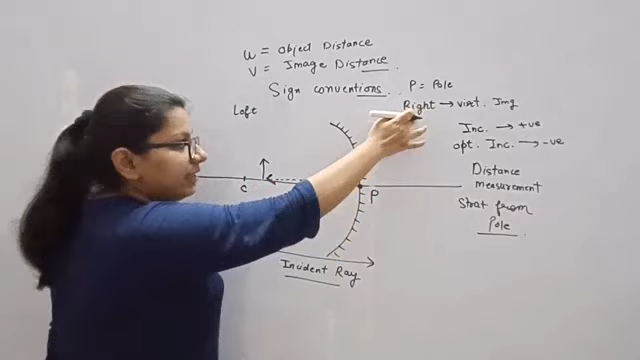 u = Object Distance
v = Image Distance.
Sign conventions.
P = Pole
Left
Right → virt. Img
Inc. → +ve
opt. Inc. → -ve
Distance
measurement
Strat from
Pole.
C
P
Incident Ray